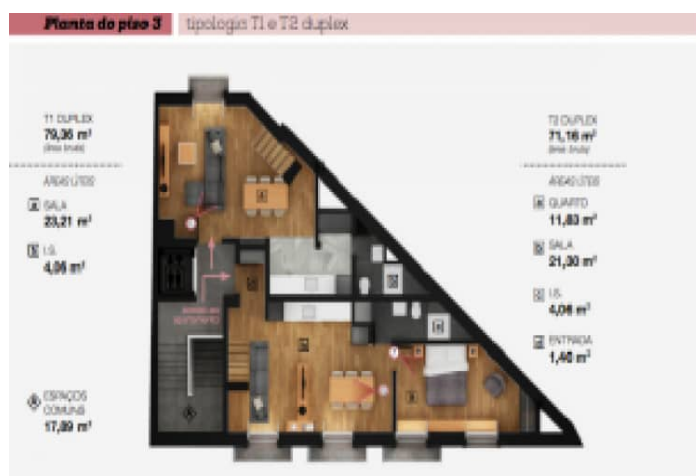 Planta do piso 3
tipologia T1 e T2 duplex
T1 DUPLEX
79,36 m²
(área bruta)
ÁREAS ÚTEIS
a SALA
23,21 m²
b I.S.
4,06 m²
ESPAÇOS
COMUNS
17,89 m²
T2 DUPLEX
71,16 m²
(área bruta)
ÁREAS ÚTEIS
a QUARTO
11,83 m²
b SALA
21,30 m²
c I.S.
4,06 m²
d ENTRADA
1,40 m²